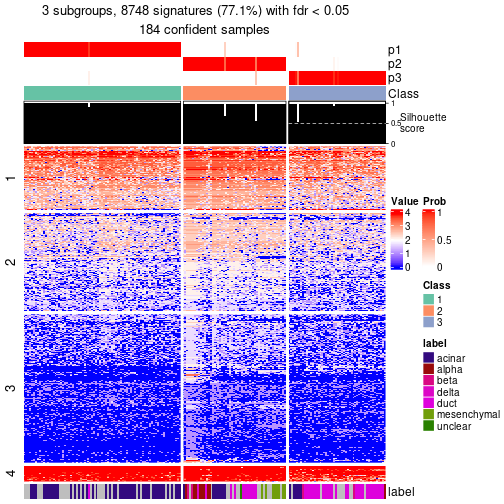 3 subgroups, 8748 signatures (77.1%) with fdr < 0.05
184 confident samples
p1
p2
p3
Class
1
0.5
0
Silhouette
score
1
2
3
4
label
Value
4
3
2
1
0
Prob
1
0.5
0
Class
1
2
3
label
acinar
alpha
beta
delta
duct
mesenchymal
unclear